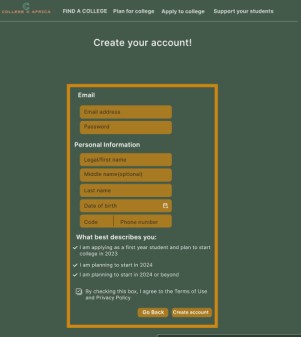 COLLEGE 4 AFRICA
FIND A COLLEGE Plan for college Apply to college Support your students
Create your account!
Email
Email address
Password
Personal Information
Legal/first name
Middle name(optional)
Last name
Date of birth
Code Phone number
What best describes you:
I am applying as a first year student and plan to start
college in 2023
I am planning to start in 2024
I am planning to start in 2024 or beyond
By checking this box, I agree to the Terms of Use
and Privacy Policy
Go Back Create account